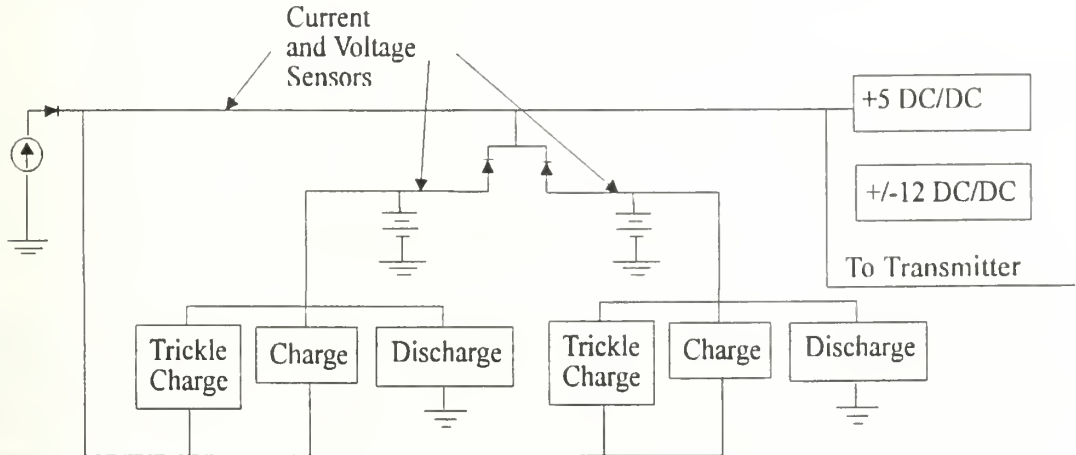 Current
and Voltage
Sensors
+5 DC/DC
+/-12 DC/DC
To Transmitter
Trickle
Charge
Charge
Discharge
Trickle
Charge
Charge
Discharge